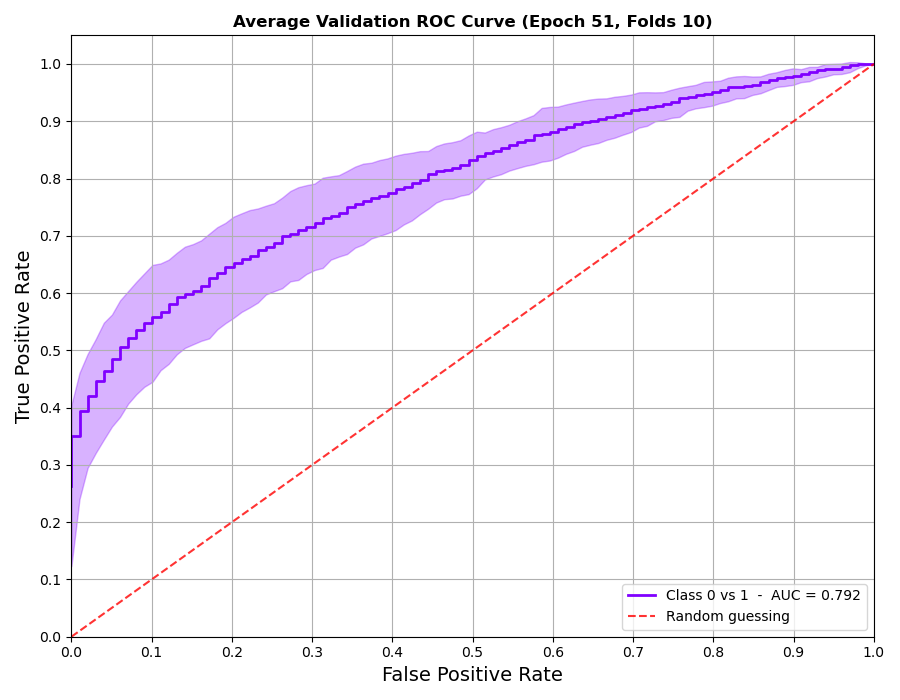 Average Validation ROC Curve (Epoch 51, Folds 10)
True Positive Rate
1.0
0.9
0.8
0.7
0.6
0.5
0.4
0.3
0.2
0.1
0.0
Class 0 vs 1 - AUC = 0.792
Random guessing
0.0 0.1 0.2 0.3 0.4 0.5 0.6 0.7 0.8 0.9 1.0
False Positive Rate